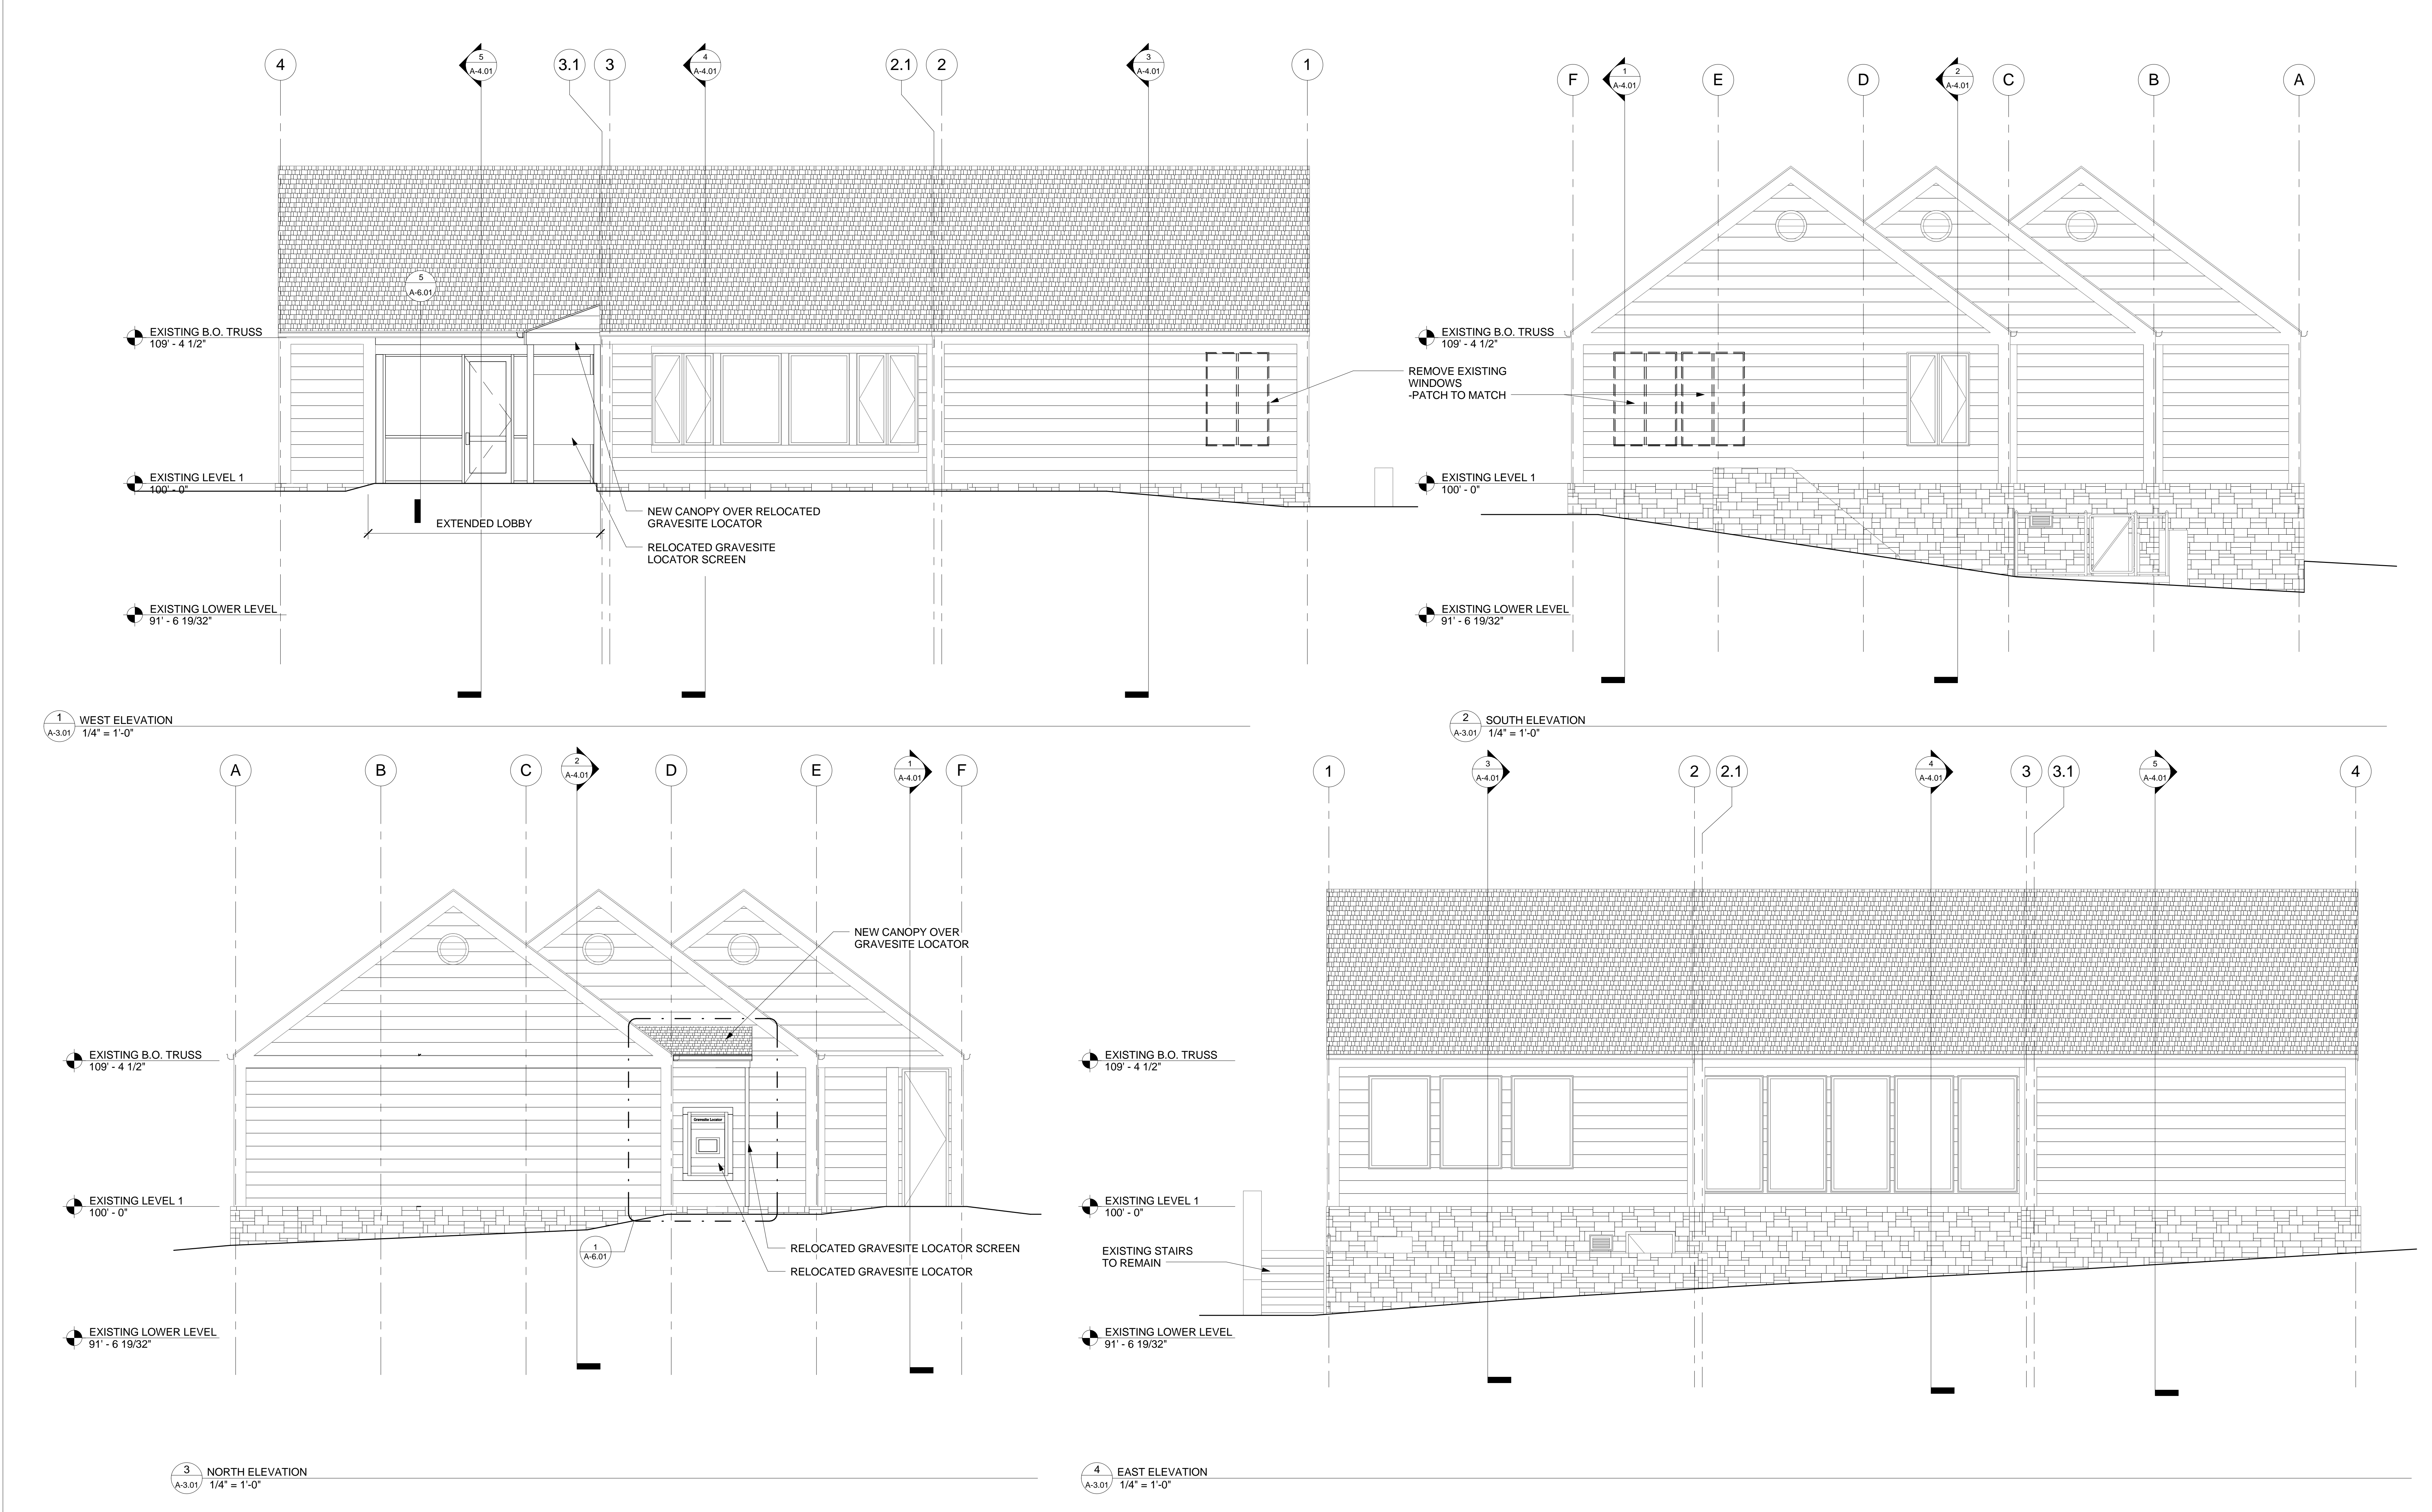 4
5
A-4.01
3.1
3
4
A-4.01
2.1
2
3
A-4.01
1
5
A-6.01
EXISTING B.O. TRUSS
109' - 4 1/2"
EXISTING LEVEL 1
100' - 0"
EXISTING LOWER LEVEL
91' - 6 19/32"
EXTENDED LOBBY
NEW CANOPY OVER RELOCATED
GRAVESITE LOCATOR
RELOCATED GRAVESITE
LOCATOR SCREEN
1
A-3.01
WEST ELEVATION
1/4" = 1'-0"
F
1
A-4.01
E
D
2
A-4.01
C
B
A
EXISTING B.O. TRUSS
109' - 4 1/2"
REMOVE EXISTING
WINDOWS
-PATCH TO MATCH
EXISTING LEVEL 1
100' - 0"
EXISTING LOWER LEVEL
91' - 6 19/32"
2
A-3.01
SOUTH ELEVATION
1/4" = 1'-0"
A
B
C
2
A-4.01
D
E
1
A-4.01
F
NEW CANOPY OVER
GRAVESITE LOCATOR
EXISTING B.O. TRUSS
109' - 4 1/2"
Gravesite Locator
EXISTING LEVEL 1
100' - 0"
1
A-6.01
RELOCATED GRAVESITE LOCATOR SCREEN
RELOCATED GRAVESITE LOCATOR
EXISTING LOWER LEVEL
91' - 6 19/32"
3
A-3.01
NORTH ELEVATION
1/4" = 1'-0"
1
3
A-4.01
2
2.1
4
A-4.01
3
3.1
5
A-4.01
4
EXISTING B.O. TRUSS
109' - 4 1/2"
EXISTING LEVEL 1
100' - 0"
EXISTING STAIRS
TO REMAIN
EXISTING LOWER LEVEL
91' - 6 19/32"
4
A-3.01
EAST ELEVATION
1/4" = 1'-0"